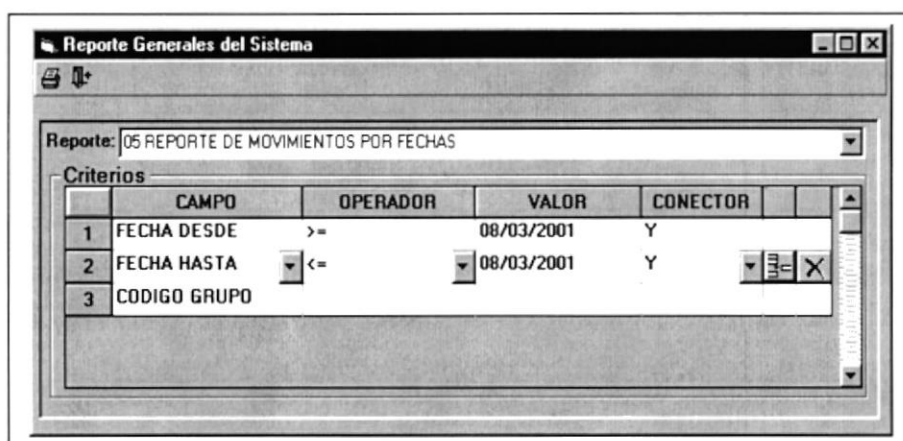 Reporte Generales del Sistema
Reporte: 05 REPORTE DE MOVIMIENTOS POR FECHAS
Criterios
CAMPO OPERADOR VALOR CONECTOR
1 FECHA DESDE >= 08/03/2001 Y
2 FECHA HASTA <= 08/03/2001 Y
3 CODIGO GRUPO